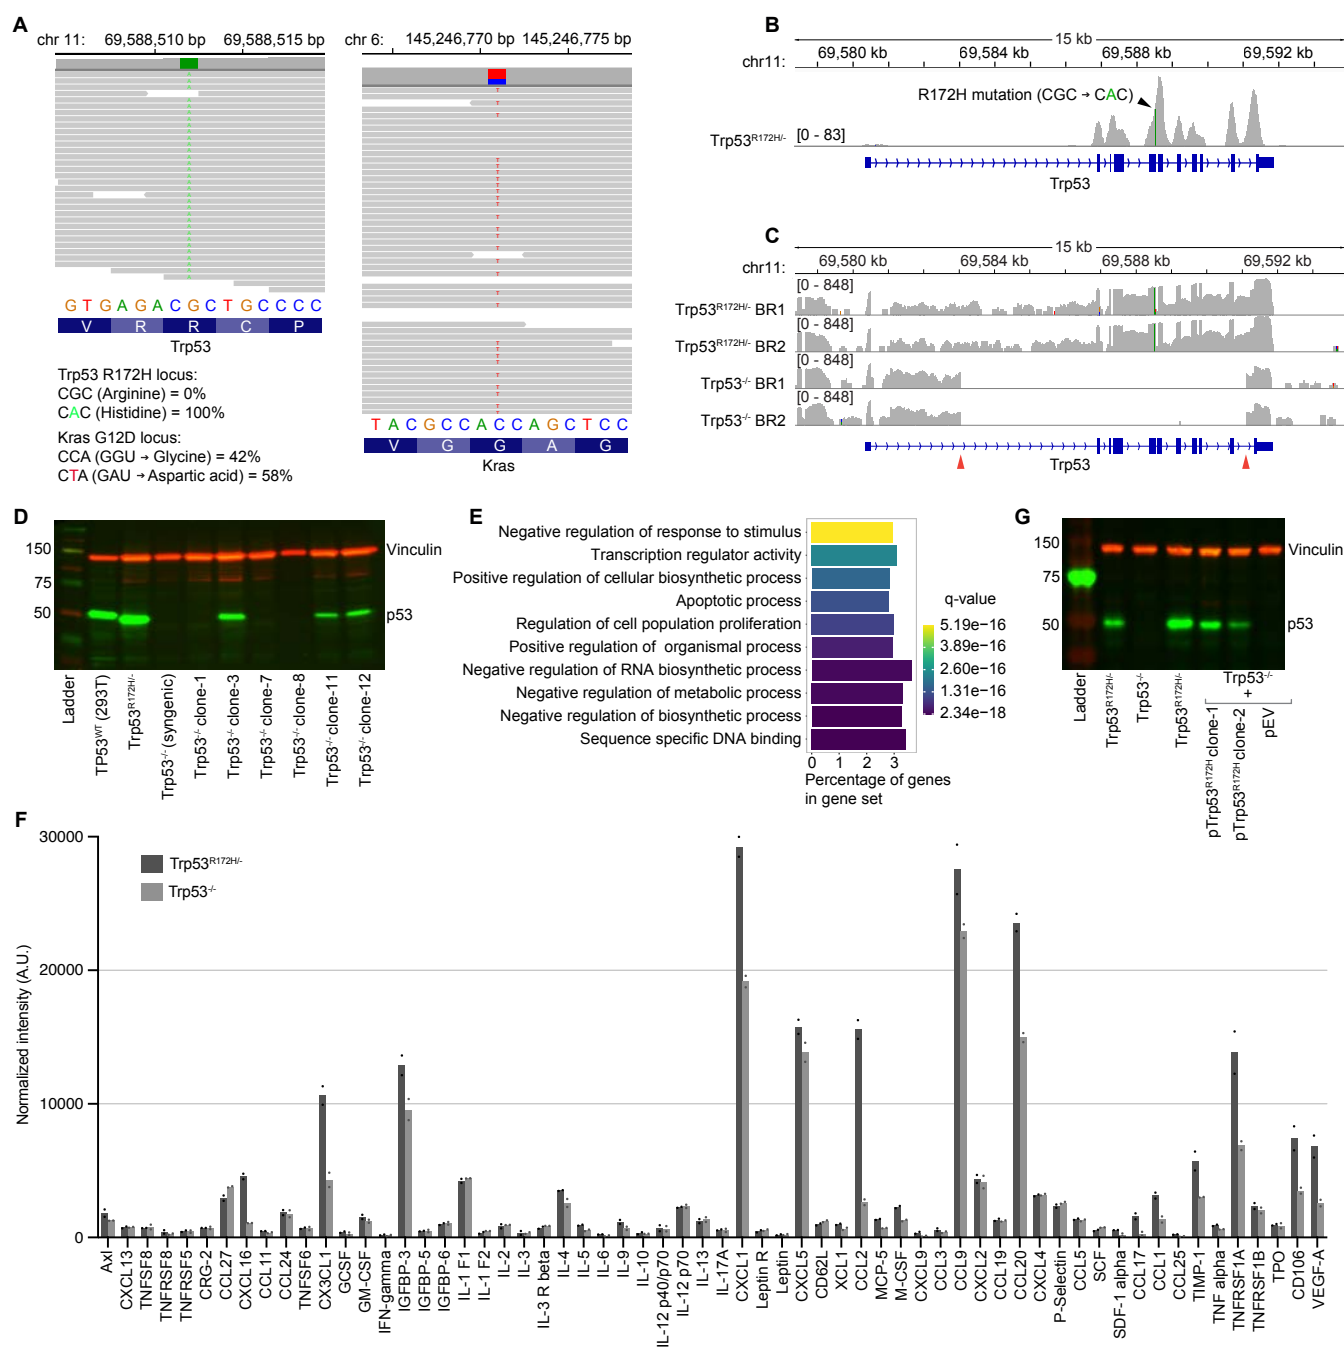 A
chr 11:
69,588,510 bp
69,588,515 bp
G T G A G A C G C T G C C C C
V R R C P
Trp53
Trp53 R172H locus:
CGC (Arginine) = 0%
CAC (Histidine) = 100%
Kras G12D locus:
CCA (GGU → Glycine) = 42%
CTA (GAU → Aspartic acid) = 58%
chr 6:
145,246,770 bp
145,246,775 bp
T A C G C C A C C A G C T C C
V G G A G
Kras
B
15 kb
chr11:
69,580 kb
69,584 kb
69,588 kb
69,592 kb
R172H mutation (CGC → CAC)
Trp53R172H/-
[0 - 83]
Trp53
C
15 kb
chr11:
69,580 kb
69,584 kb
69,588 kb
69,592 kb
[0 - 848]
Trp53R172H/- BR1
[0 - 848]
Trp53R172H/- BR2
[0 - 848]
Trp53-/- BR1
[0 - 848]
Trp53-/- BR2
Trp53
D
150
75
50
Vinculin
p53
Ladder
TP53WT (293T)
Trp53R172H/-
Trp53-/- (syngenic)
Trp53-/- clone-1
Trp53-/- clone-3
Trp53-/- clone-7
Trp53-/- clone-8
Trp53-/- clone-11
Trp53-/- clone-12
E
Negative regulation of response to stimulus
Transcription regulator activity
Positive regulation of cellular biosynthetic process
Apoptotic process
Regulation of cell population proliferation
Positive regulation of organismal process
Negative regulation of RNA biosynthetic process
Negative regulation of metabolic process
Negative regulation of biosynthetic process
Sequence specific DNA binding
0 1 2 3
Percentage of genes
in gene set
q-value
5.19e−16
3.89e−16
2.60e−16
1.31e−16
2.34e−18
G
150
75
50
Vinculin
p53
Ladder
Trp53R172H/-
Trp53-/-
Trp53R172H/-
Trp53-/-
+
pTrp53R172H clone-1
pTrp53R172H clone-2
pEV
F
Normalized intensity (A.U.)
30000
20000
10000
0
Trp53R172H/-
Trp53-/-
Axl
CXCL13
TNFSF8
TNFRSF8
TNFRSF5
CRG-2
CCL27
CXCL16
CCL11
CCL24
TNFSF6
CX3CL1
GCSF
GM-CSF
IFN-gamma
IGFBP-3
IGFBP-5
IGFBP-6
IL-1 F1
IL-1 F2
IL-2
IL-3
IL-3 R beta
IL-4
IL-5
IL-6
IL-9
IL-10
IL-12 p40/p70
IL-12 p70
IL-13
IL-17A
CXCL1
Leptin R
Leptin
CXCL5
CD62L
XCL1
CCL2
MCP-5
M-CSF
CXCL9
CCL3
CCL9
CXCL2
CCL19
CCL20
CXCL4
P-Selectin
CCL5
SCF
SDF-1 alpha
CCL17
CCL1
CCL25
TIMP-1
TNF alpha
TNFRSF1A
TNFRSF1B
TPO
CD106
VEGF-A